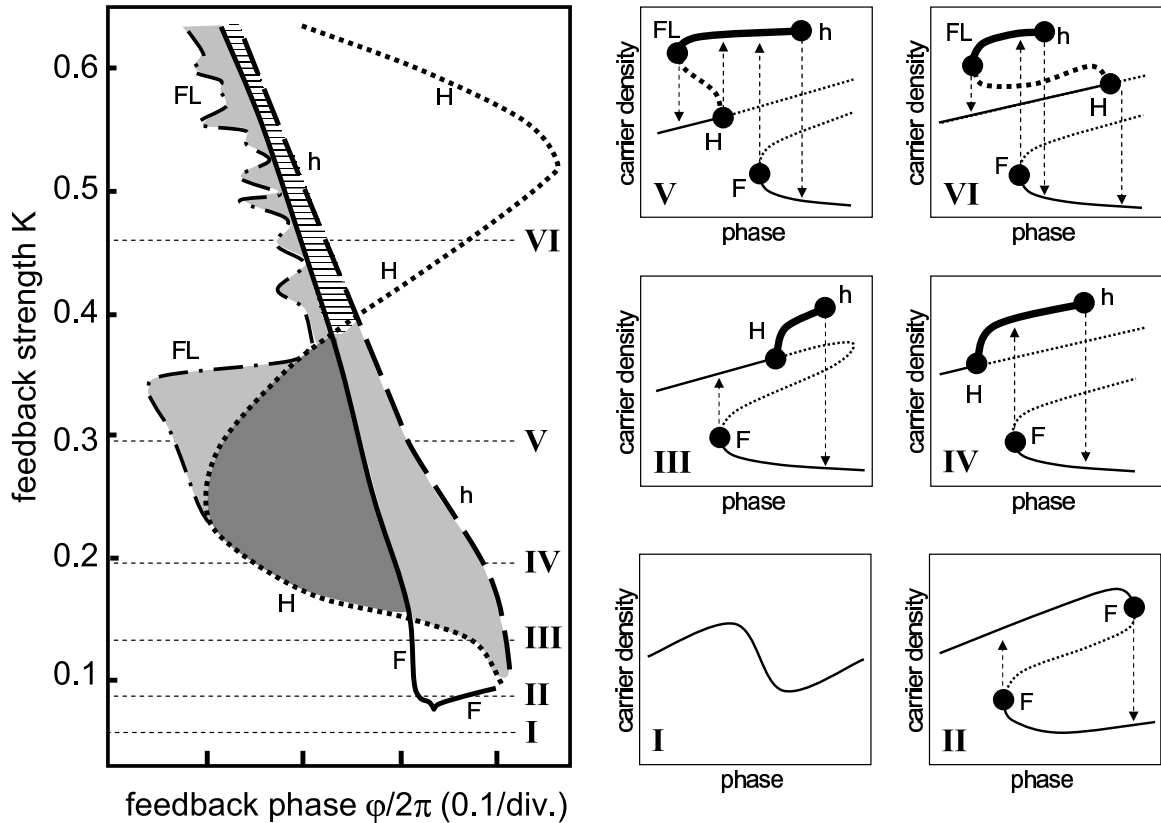 feedback strength K
0.6
0.5
0.4
0.3
0.2
0.1
FL
h
H
H
VI
FL
V
h
IV
H
III
F
F
II
I
feedback phase φ/2π (0.1/div.)
carrier density
FL
h
H
F
V
phase
carrier density
FL
h
H
F
VI
phase
carrier density
h
H
F
III
phase
carrier density
h
H
F
IV
phase
carrier density
I
phase
carrier density
F
F
II
phase